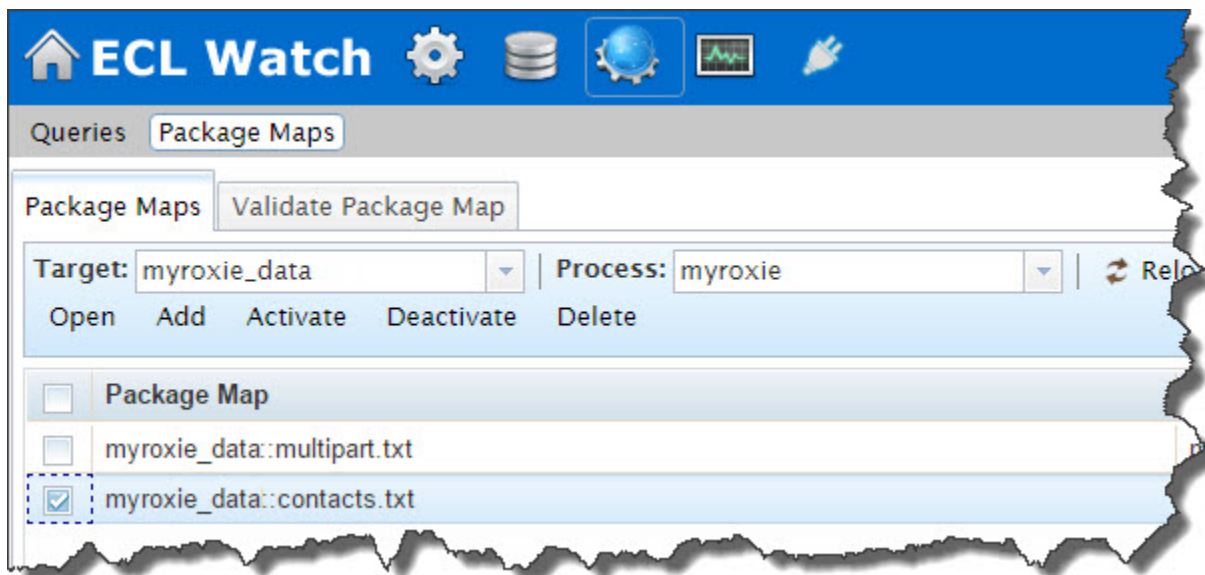 ECL Watch
Queries Package Maps
Package Maps Validate Package Map
Target: myroxie_data Process: myroxie
Open Add Activate Deactivate Delete
Package Map
myroxie_data::multipart.txt
myroxie_data::contacts.txt